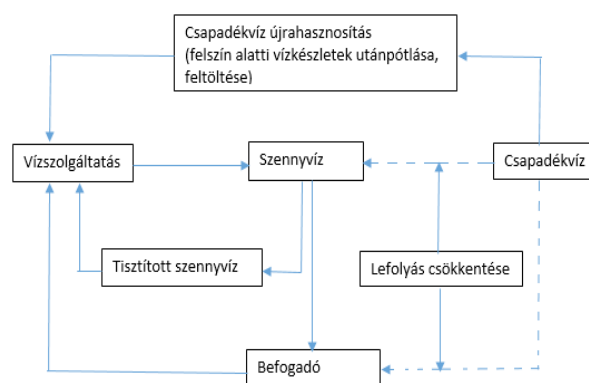 Csapadékvíz újrahasznosítás
(felszín alatti vízkészletek utánpótlása,
feltöltése)
Vízszolgáltatás
Szennyvíz
Csapadékvíz
Tisztított szennyvíz
Lefolyás csökkentése
Befogadó